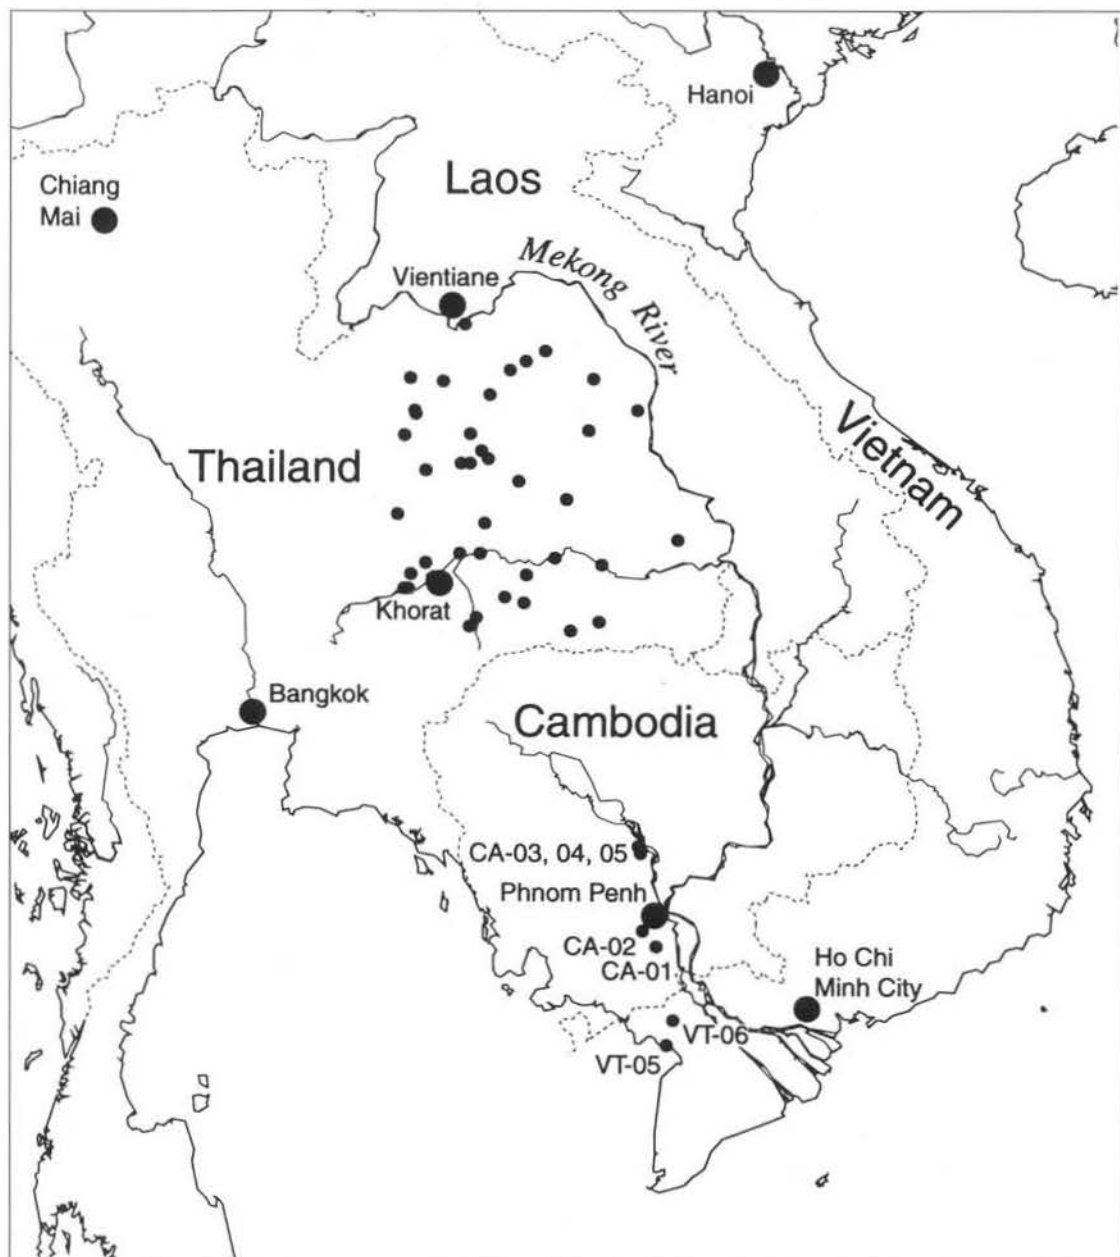 Hanoi
Laos
Chiang
Mai
Mekong River
Vientiane
Vietnam
Thailand
Khorat
Bangkok
Cambodia
CA-03, 04, 05
Phnom Penh
CA-02
CA-01
Ho Chi
Minh City
VT-06
VT-05